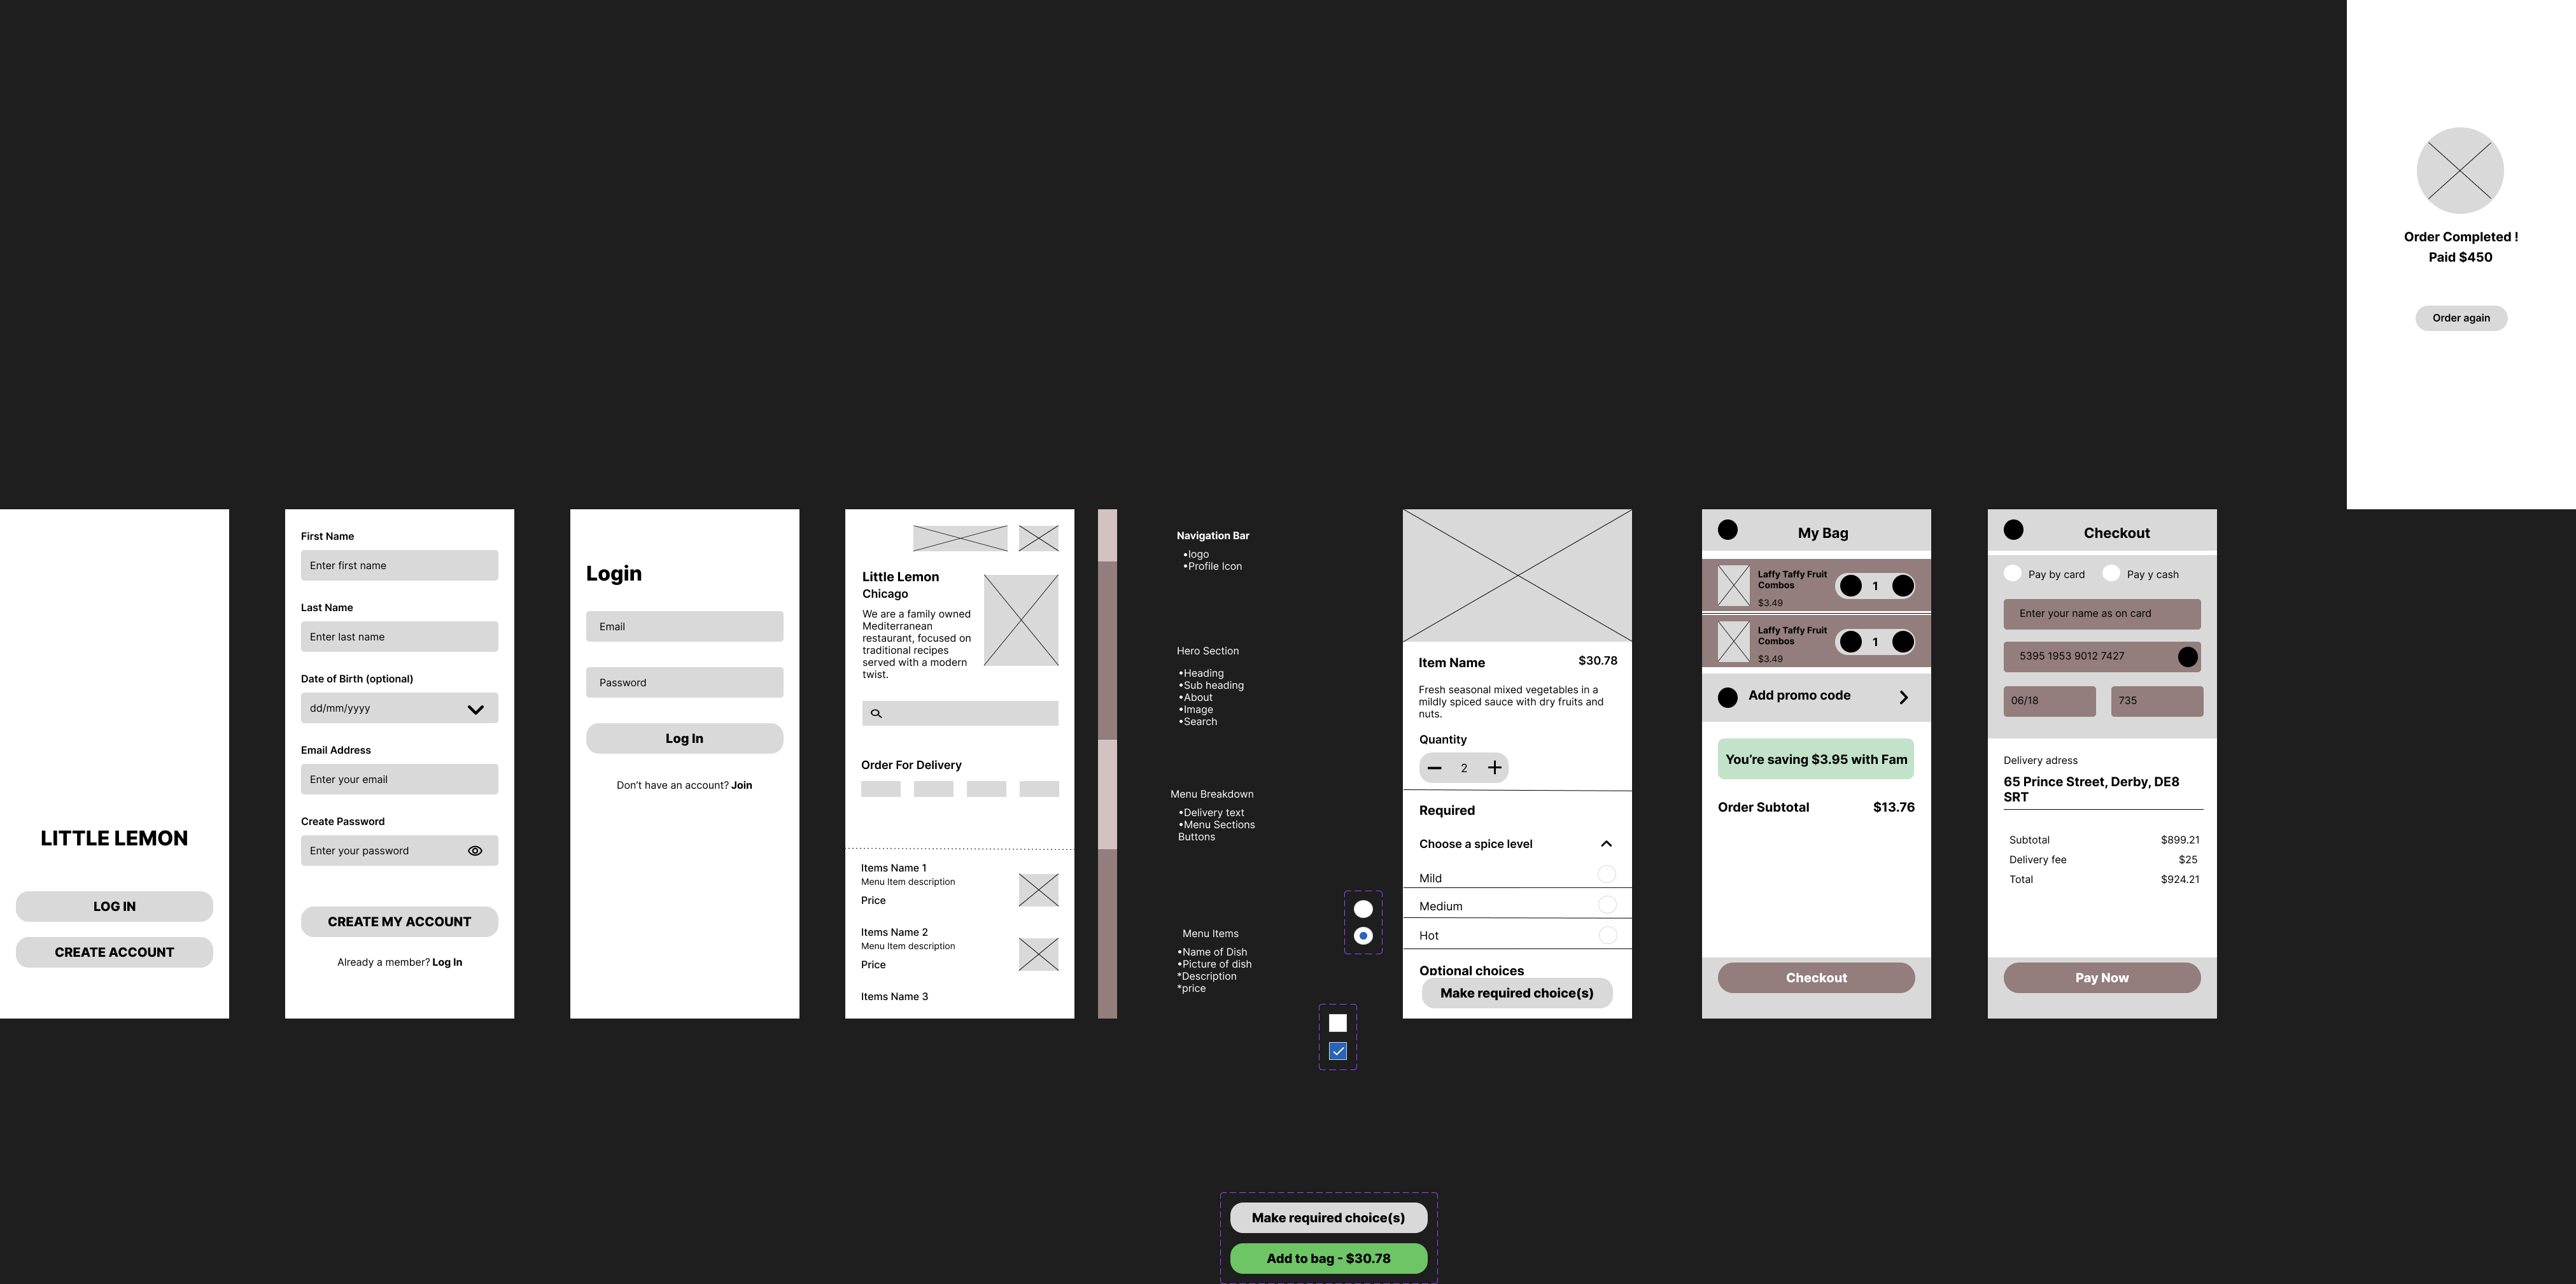 Order Completed !
Paid $450
Order again
LITTLE LEMON
LOG IN
CREATE ACCOUNT
First Name
Enter first name
Last Name
Enter last name
Date of Birth (optional)
dd/mm/yyyy
Email Address
Enter your email
Create Password
Enter your password
CREATE MY ACCOUNT
Already a member? Log In
Login
Email
Password
Log In
Don't have an account? Join
Little Lemon
Chicago
We are a family owned
Mediterranean
restaurant, focused on
traditional recipes
served with a modern
twist.
Order For Delivery
Items Name 1
Menu Item description
Price
Items Name 2
Menu Item description
Price
Items Name 3
Navigation Bar
•logo
•Profile Icon
Hero Section
•Heading
•Sub heading
•About
•Image
•Search
Menu Breakdown
•Delivery text
•Menu Sections
Buttons
Menu Items
•Name of Dish
•Picture of dish
*Description
*price
Item Name
$30.78
Fresh seasonal mixed vegetables in a
mildly spiced sauce with dry fruits and
nuts.
Quantity
2
Required
Choose a spice level
Mild
Medium
Hot
Optional choices
Make required choice(s)
My Bag
Laffy Taffy Fruit
Combos
$3.49
1
Laffy Taffy Fruit
Combos
$3.49
1
Add promo code
You're saving $3.95 with Fam
Order Subtotal $13.76
Checkout
Checkout
Pay by card
Pay y cash
Enter your name as on card
5395 1953 9012 7427
06/18
735
Delivery adress
65 Prince Street, Derby, DE8
SRT
Subtotal $899.21
Delivery fee $25
Total $924.21
Pay Now
Make required choice(s)
Add to bag - $30.78